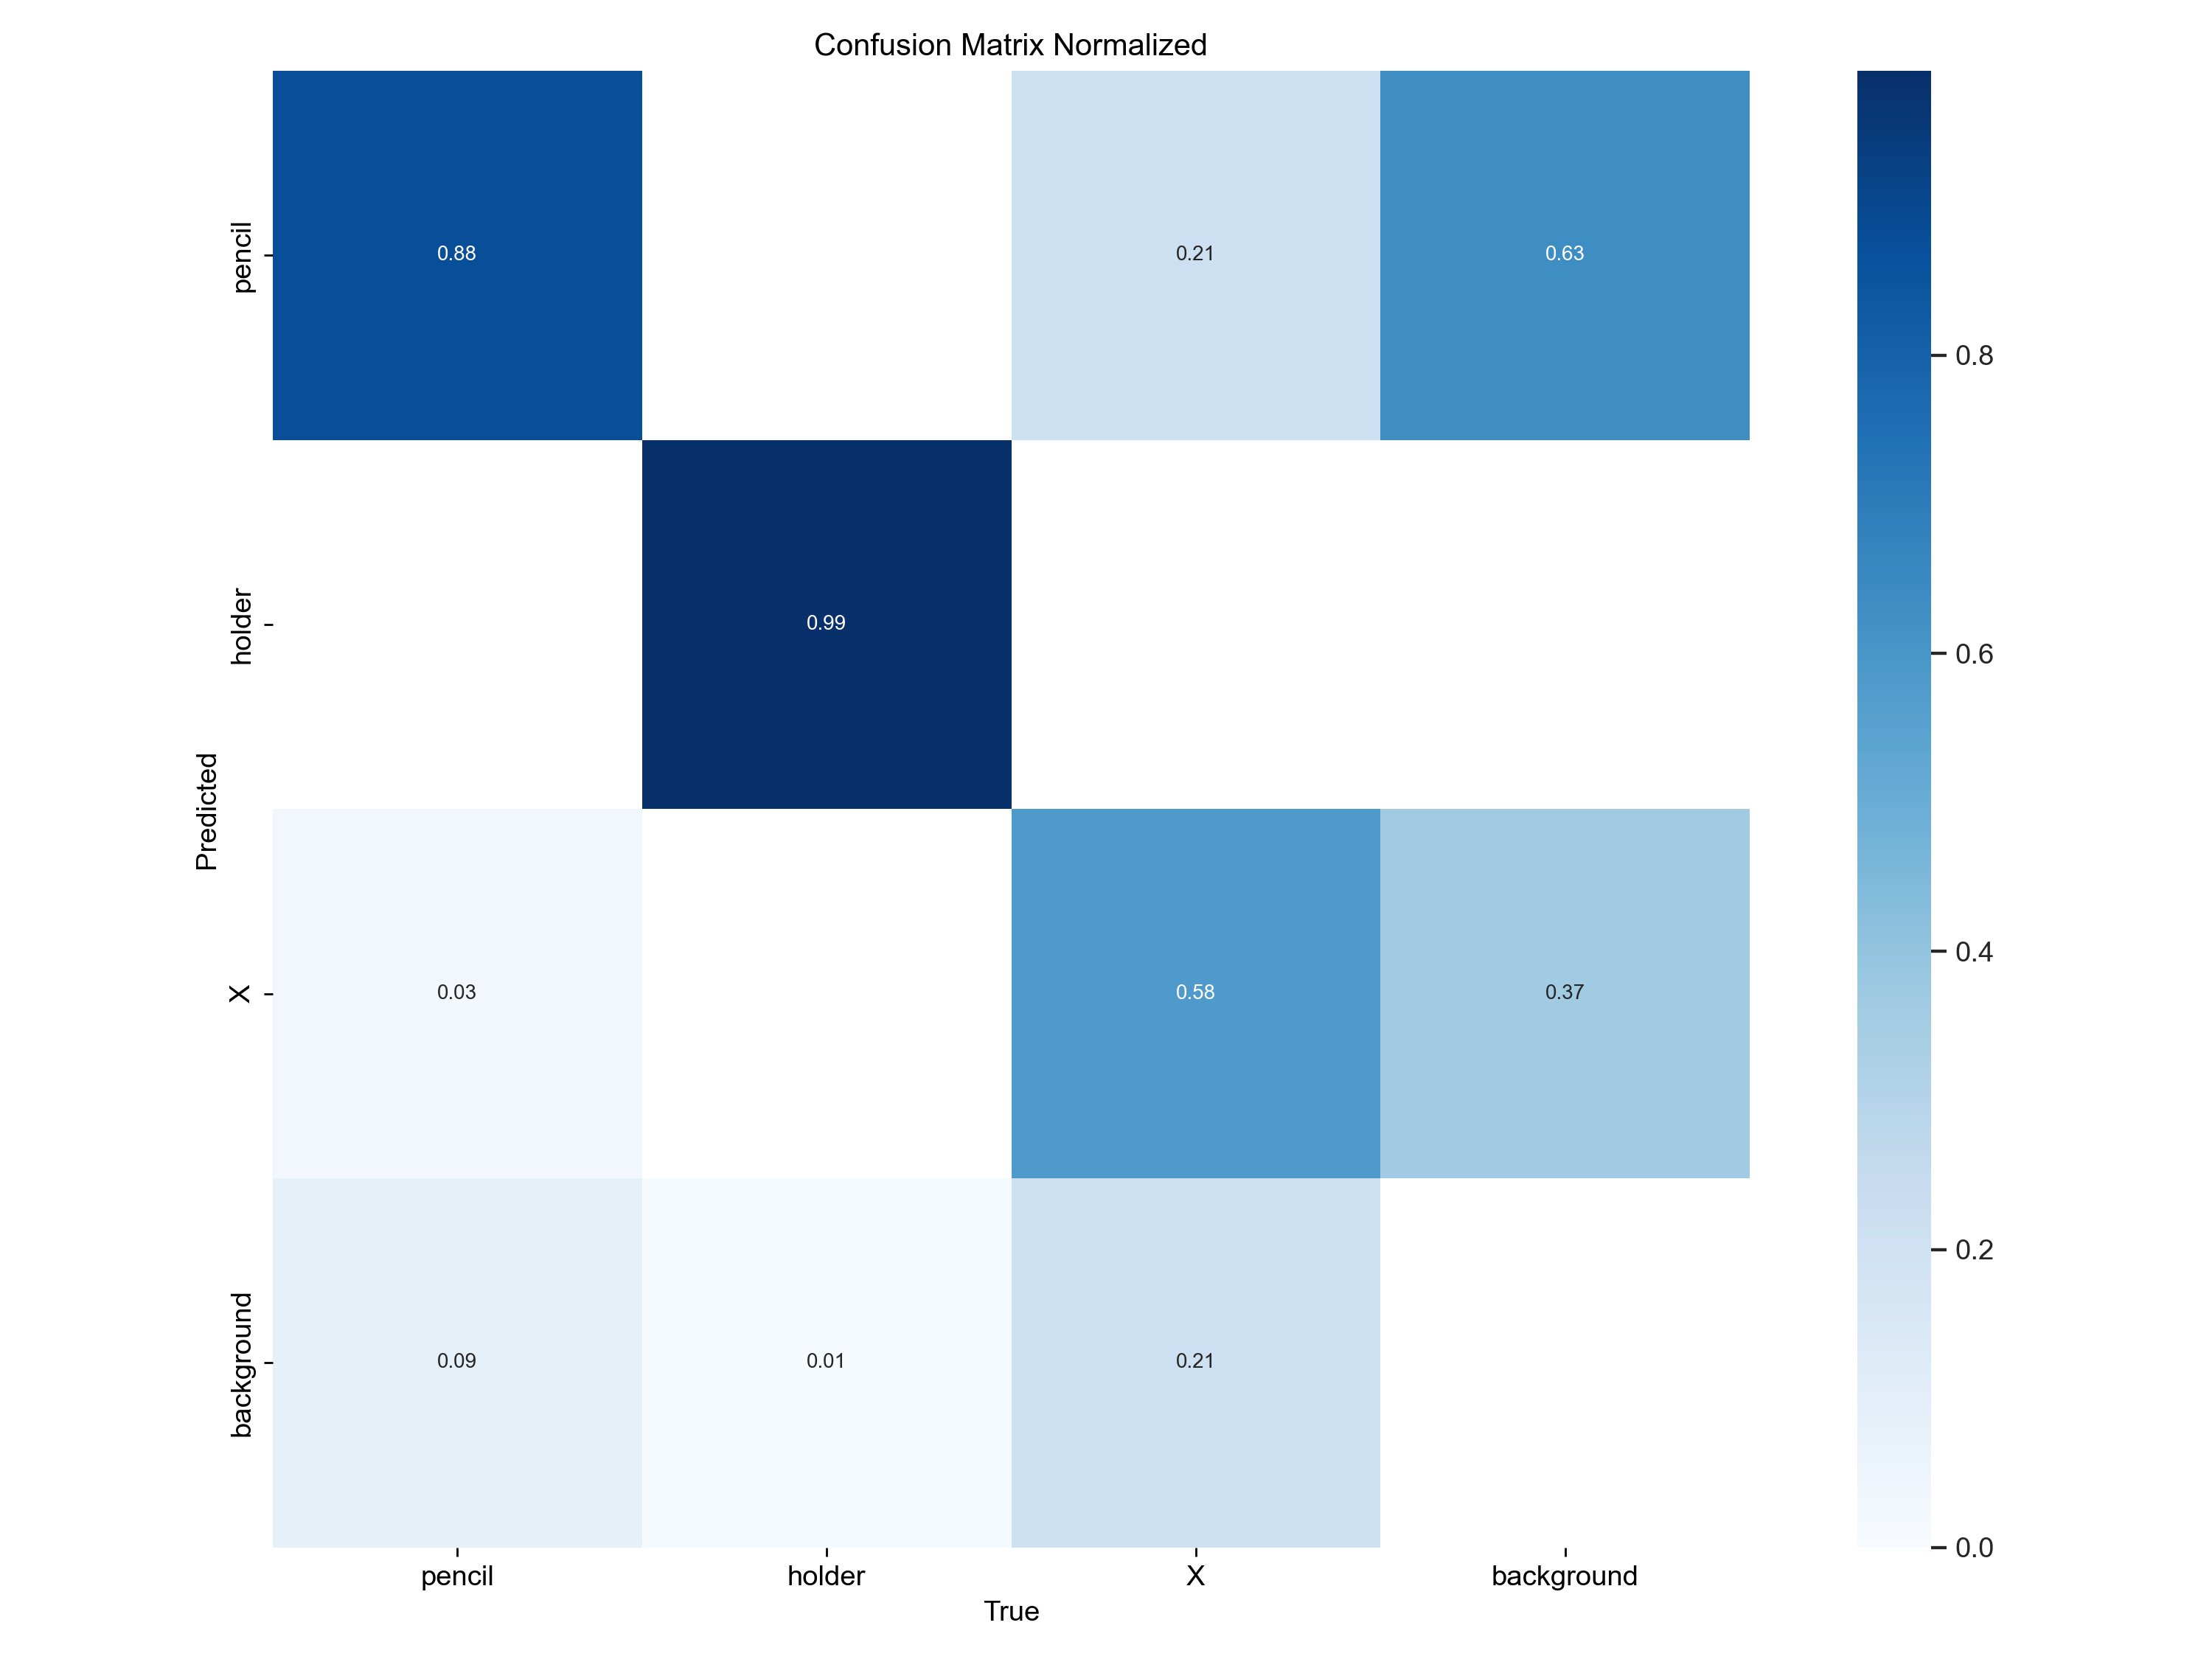 Confusion Matrix Normalized
pencil
0.88
0.21
0.63
holder
0.99
X
0.03
0.58
0.37
background
0.09
0.01
0.21
Predicted
pencil
holder
X
background
True
0.8
0.6
0.4
0.2
0.0